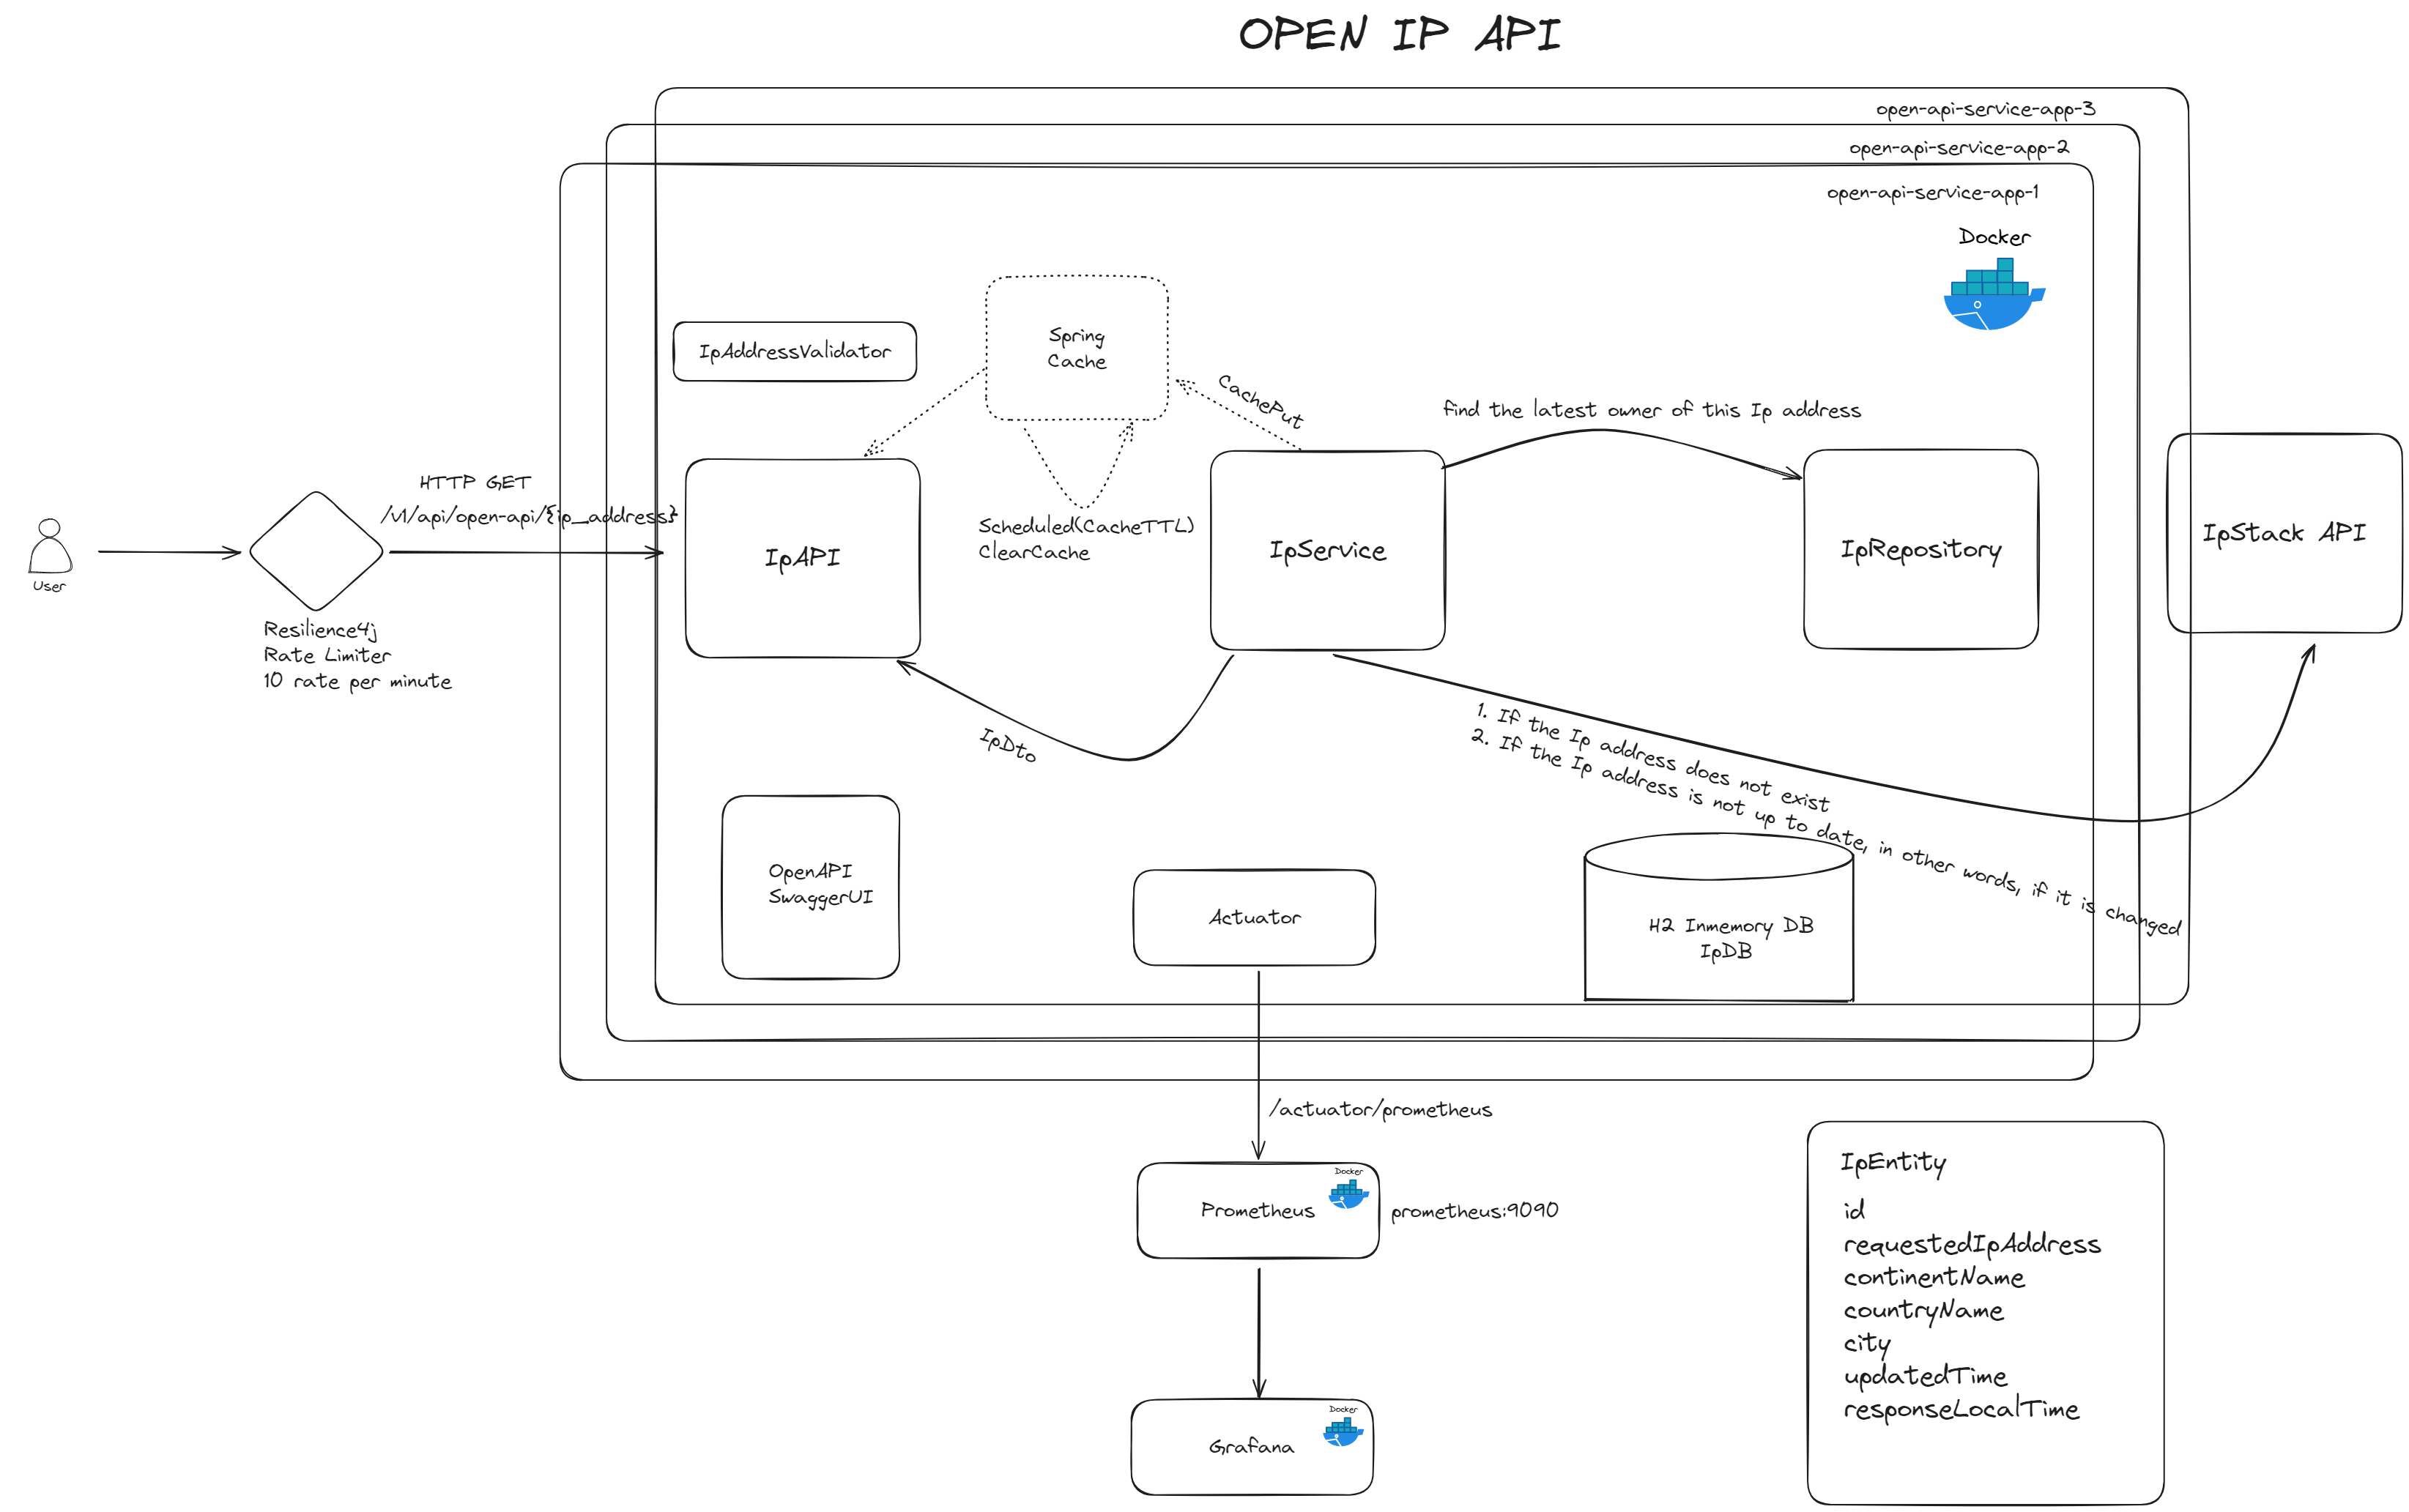 OPEN IP API
open-api-service-app-3
open-api-service-app-2
open-api-service-app-1
Docker
Spring
Cache
IpAddressValidator
CachePut
find the latest owner of this Ip address
HTTP GET
/v1/api/open-api/{ip_address}
User
Resilience4j
Rate Limiter
10 rate per minute
IpAPI
Scheduled(CacheTTL)
ClearCache
IpService
IpRepository
IpStack API
IpDto
1. If the Ip address does not exist
2. If the Ip address is not up to date, in other words, if it is changed
OpenAPI
SwaggerUI
Actuator
H2 Inmemory DB
IpDB
/actuator/prometheus
Docker
Prometheus
prometheus:9090
Docker
Grafana
IpEntity
id
requestedIpAddress
continentName
countryName
city
updatedTime
responseLocalTime